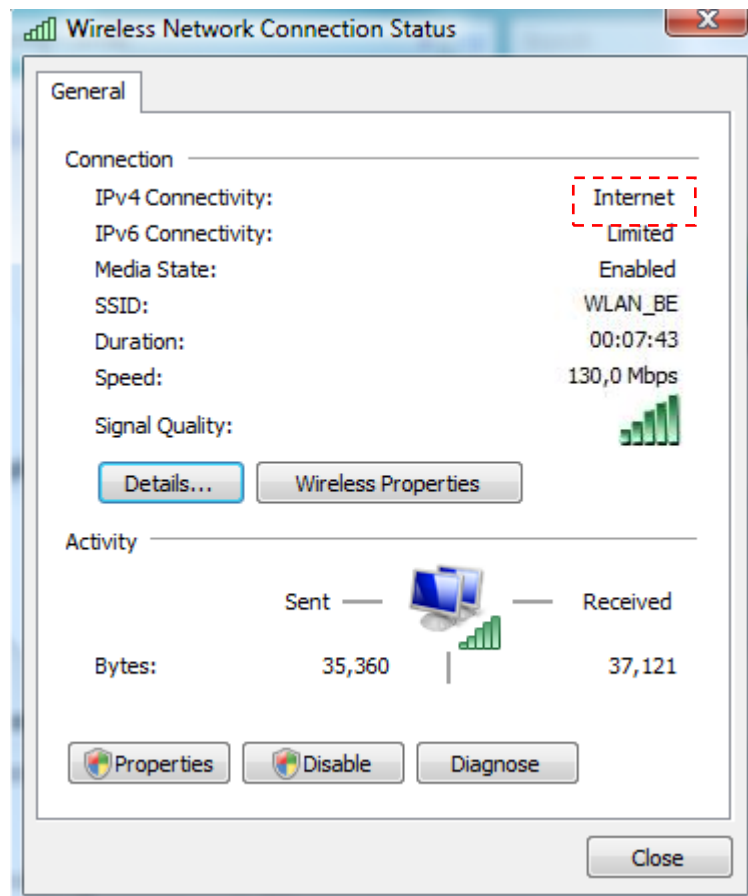 Wireless Network Connection Status
General
Connection
IPv4 Connectivity: Internet
IPv6 Connectivity: Limited
Media State: Enabled
SSID: WLAN_BE
Duration: 00:07:43
Speed: 130,0 Mbps
Signal Quality:
Details... Wireless Properties
Activity
Sent Received
Bytes: 35,360 37,121
Properties Disable Diagnose
Close